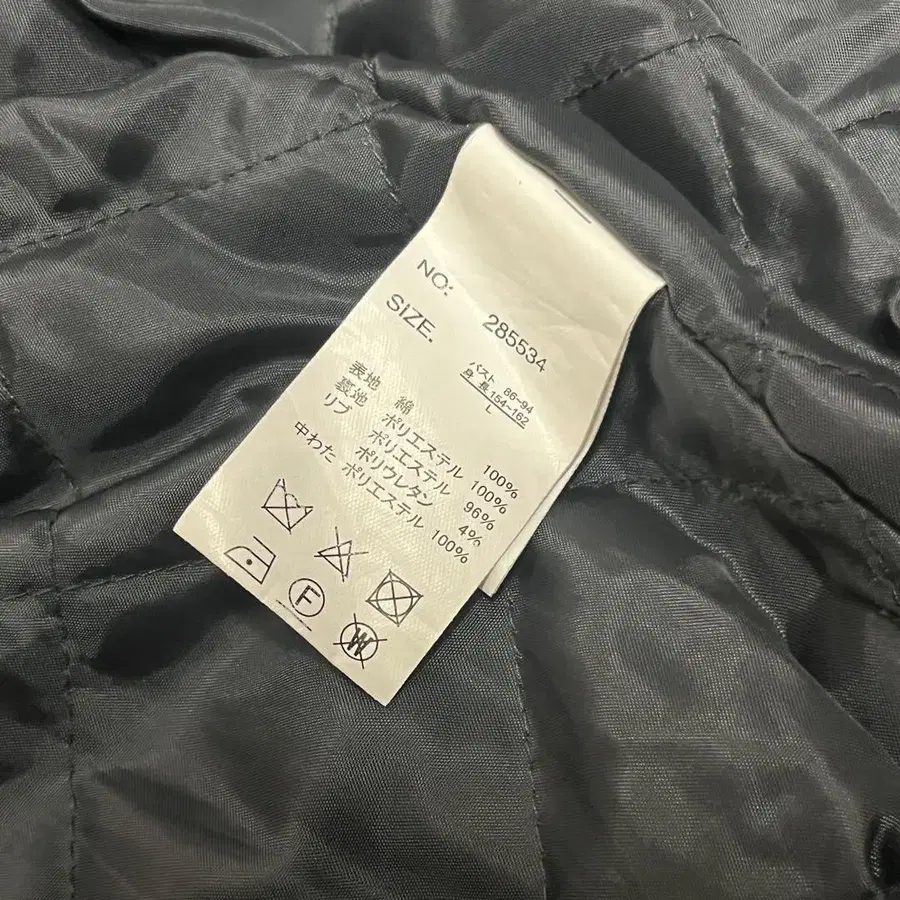 NO: 285534
SIZE. バスト 86-94
身 長 154-162
L
表地 綿 100%
裏地 ポリエステル 100%
リブ ポリエステル 96%
ポリウレタン 4%
中わた ポリエステル 100%
F
W